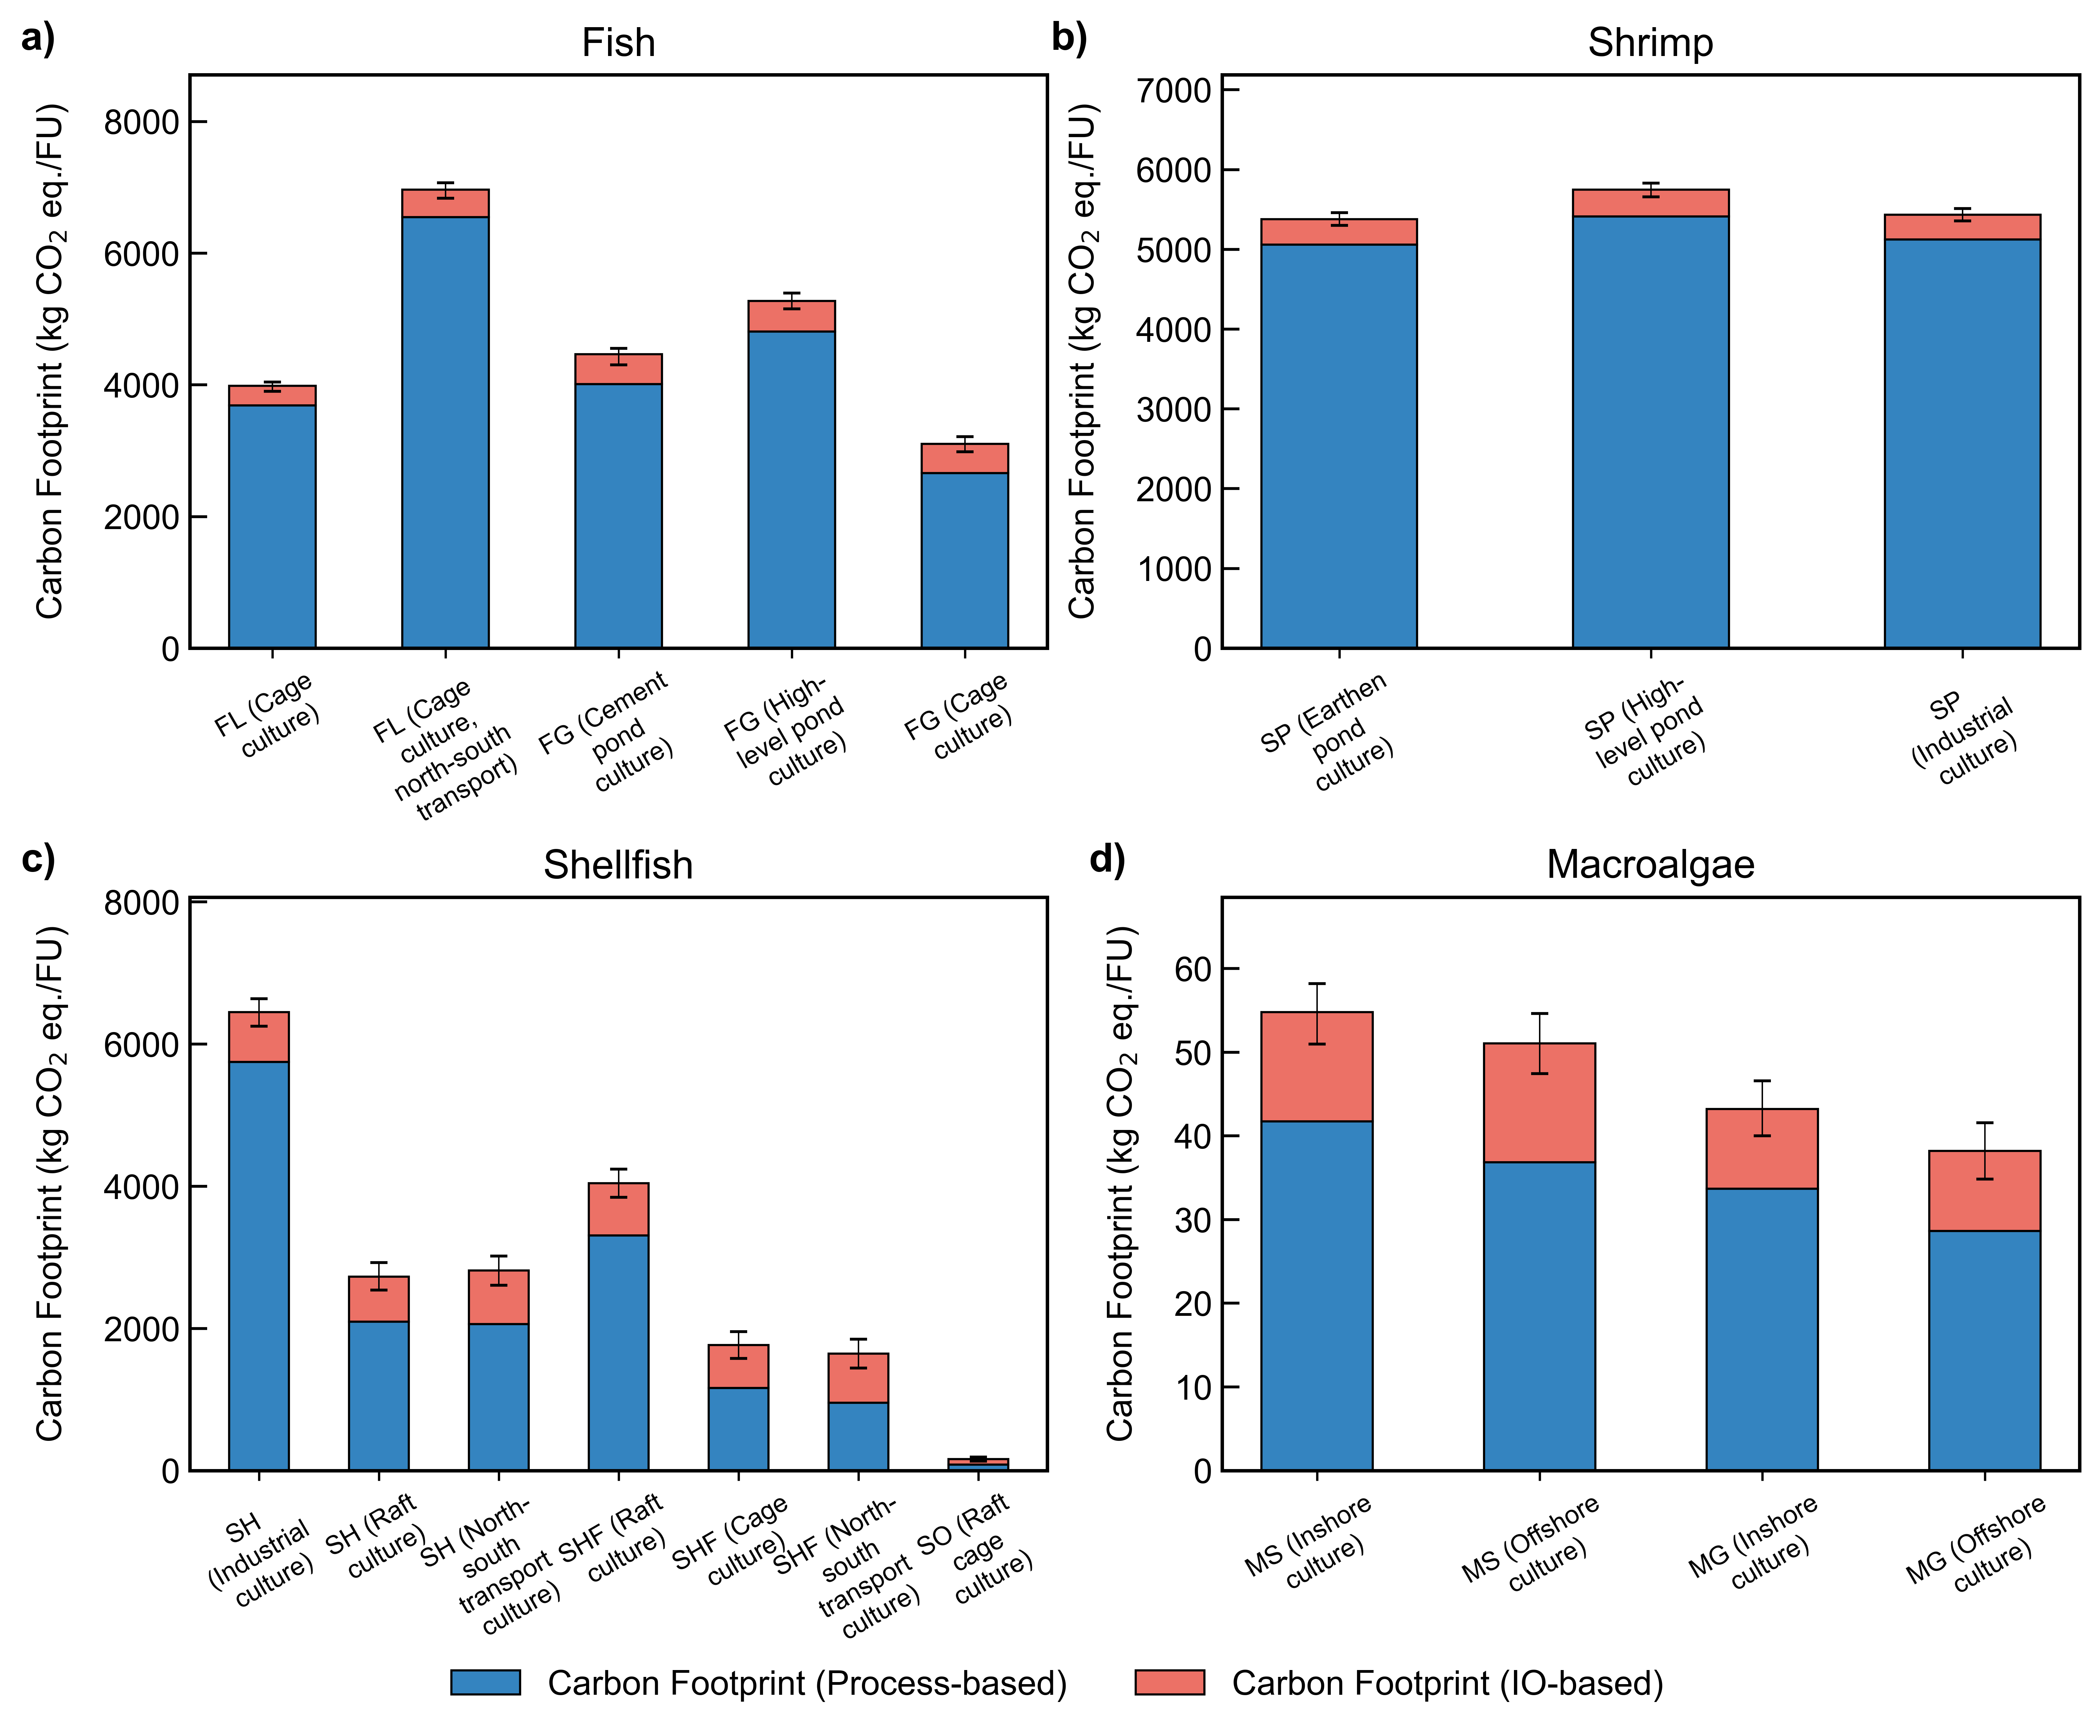 a)
Fish
Carbon Footprint (kg CO₂ eq./FU)
8000
6000
4000
2000
0
FL (Cage
culture)
FL (Cage
culture,
north-south
transport)
FG (Cement
pond
culture)
FG (High-
level pond
culture)
FG (Cage
culture)
b)
Shrimp
Carbon Footprint (kg CO₂ eq./FU)
7000
6000
5000
4000
3000
2000
1000
0
SP (Earthen
pond
culture)
SP (High-
level pond
culture)
SP
(Industrial
culture)
c)
Shellfish
Carbon Footprint (kg CO₂ eq./FU)
8000
6000
4000
2000
0
SH
(Industrial
culture)
SH (Raft
culture)
SH (North-
south
transport
culture)
SHF (Raft
culture)
SHF (Cage
culture)
SHF (North-
south
transport
culture)
SO (Raft
cage
culture)
d)
Macroalgae
Carbon Footprint (kg CO₂ eq./FU)
60
50
40
30
20
10
0
MS (Inshore
culture)
MS (Offshore
culture)
MG (Inshore
culture)
MG (Offshore
culture)
Carbon Footprint (Process-based)
Carbon Footprint (IO-based)